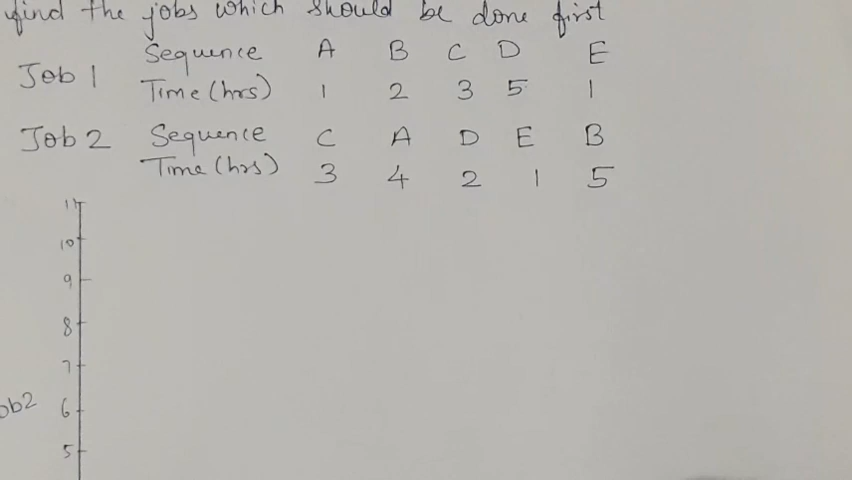 find the jobs which should be done first
Job 1 Sequence A B C D E
Time (hrs) 1 2 3 5 1
Job 2 Sequence C A D E B
Time (hrs) 3 4 2 1 5
11
10
9
8
7
ob2 6
5